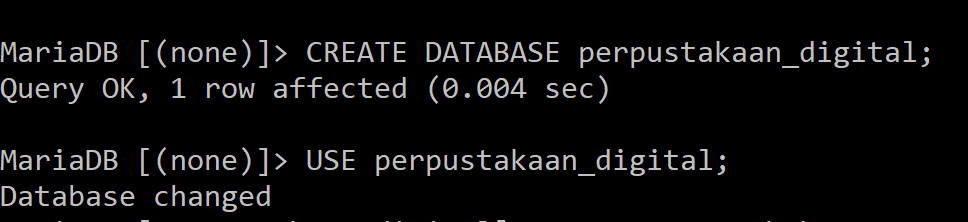 MariaDB [(none)]> CREATE DATABASE perpustakaan_digital;
Query OK, 1 row affected (0.004 sec)
MariaDB [(none)]> USE perpustakaan_digital;
Database changed